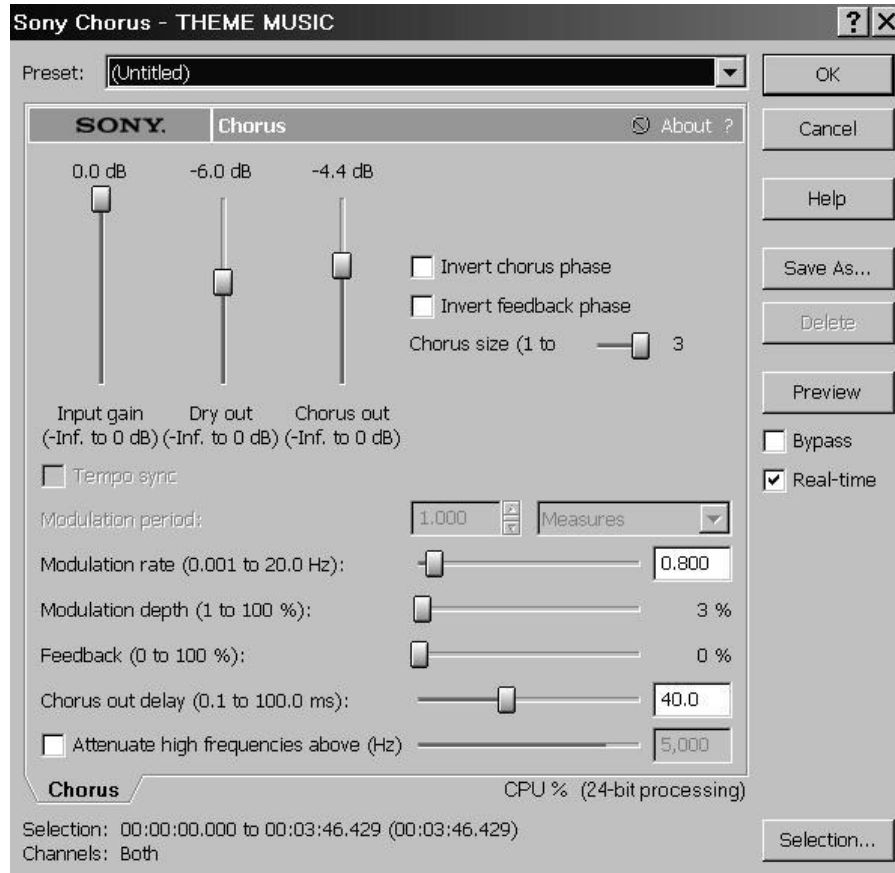 Sony Chorus - THEME MUSIC
?
Preset: (Untitled)
OK
SONY. Chorus About ?
Cancel
0.0 dB -6.0 dB -4.4 dB
Help
Invert chorus phase
Save As...
Invert feedback phase
Delete
Chorus size (1 to 3
Preview
Input gain Dry out Chorus out
(-Inf. to 0 dB) (-Inf. to 0 dB) (-Inf. to 0 dB)
Bypass
Tempo sync
Real-time
Modulation period: 1.000 Measures
Modulation rate (0.001 to 20.0 Hz): 0.800
Modulation depth (1 to 100 %): 3 %
Feedback (0 to 100 %): 0 %
Chorus out delay (0.1 to 100.0 ms): 40.0
Attenuate high frequencies above (Hz) 5,000
Chorus CPU % (24-bit processing)
Selection: 00:00:00.000 to 00:03:46.429 (00:03:46.429)
Selection...
Channels: Both